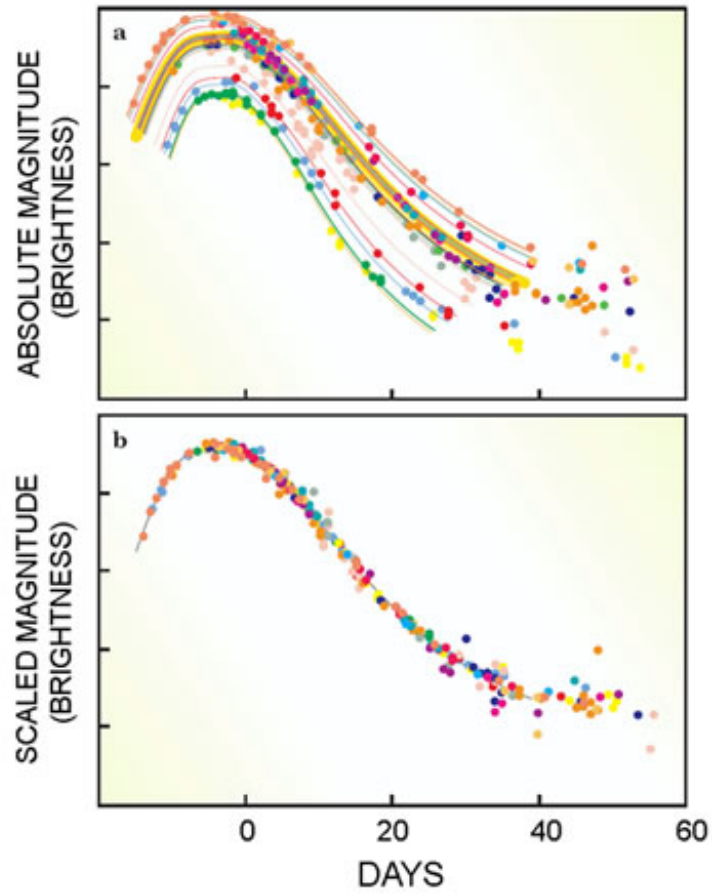 a
ABSOLUTE MAGNITUDE
(BRIGHTNESS)
b
SCALED MAGNITUDE
(BRIGHTNESS)
0 20 40 60
DAYS